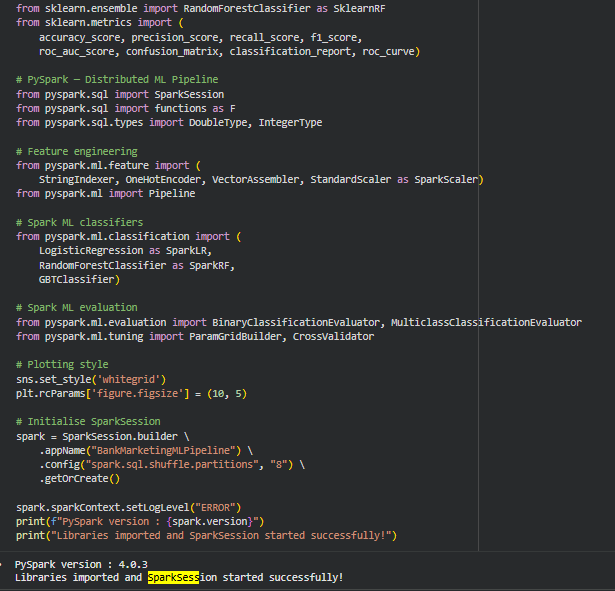 from sklearn.ensemble import RandomForestClassifier as SklearnRF
from sklearn.metrics import (
    accuracy_score, precision_score, recall_score, f1_score,
    roc_auc_score, confusion_matrix, classification_report, roc_curve)

# PySpark — Distributed ML Pipeline
from pyspark.sql import SparkSession
from pyspark.sql import functions as F
from pyspark.sql.types import DoubleType, IntegerType

# Feature engineering
from pyspark.ml.feature import (
    StringIndexer, OneHotEncoder, VectorAssembler, StandardScaler as SparkScaler)
from pyspark.ml import Pipeline

# Spark ML classifiers
from pyspark.ml.classification import (
    LogisticRegression as SparkLR,
    RandomForestClassifier as SparkRF,
    GBTClassifier)

# Spark ML evaluation
from pyspark.ml.evaluation import BinaryClassificationEvaluator, MulticlassClassificationEvaluator
from pyspark.ml.tuning import ParamGridBuilder, CrossValidator

# Plotting style
sns.set_style('whitegrid')
plt.rcParams['figure.figsize'] = (10, 5)

# Initialise SparkSession
spark = SparkSession.builder \
    .appName("BankMarketingMLPipeline") \
    .config("spark.sql.shuffle.partitions", "8") \
    .getOrCreate()

spark.sparkContext.setLogLevel("ERROR")
print(f"PySpark version : {spark.version}")
print("Libraries imported and SparkSession started successfully!")

PySpark version : 4.0.3
Libraries imported and SparkSession started successfully!